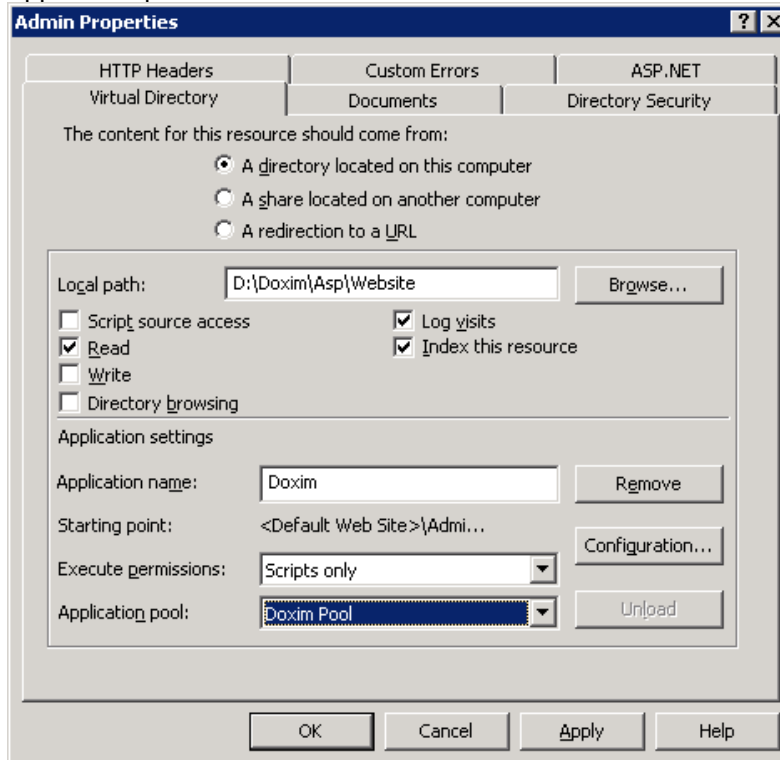 Admin Properties
HTTP Headers Custom Errors ASP.NET
Virtual Directory Documents Directory Security
The content for this resource should come from:
A directory located on this computer
A share located on another computer
A redirection to a URL
Local path: D:\Doxim\Asp\Website Browse...
Script source access Log visits
Read Index this resource
Write
Directory browsing
Application settings
Application name: Doxim Remove
Starting point: <Default Web Site>\Admi...
Configuration...
Execute permissions: Scripts only
Application pool: Doxim Pool Unload
OK Cancel Apply Help